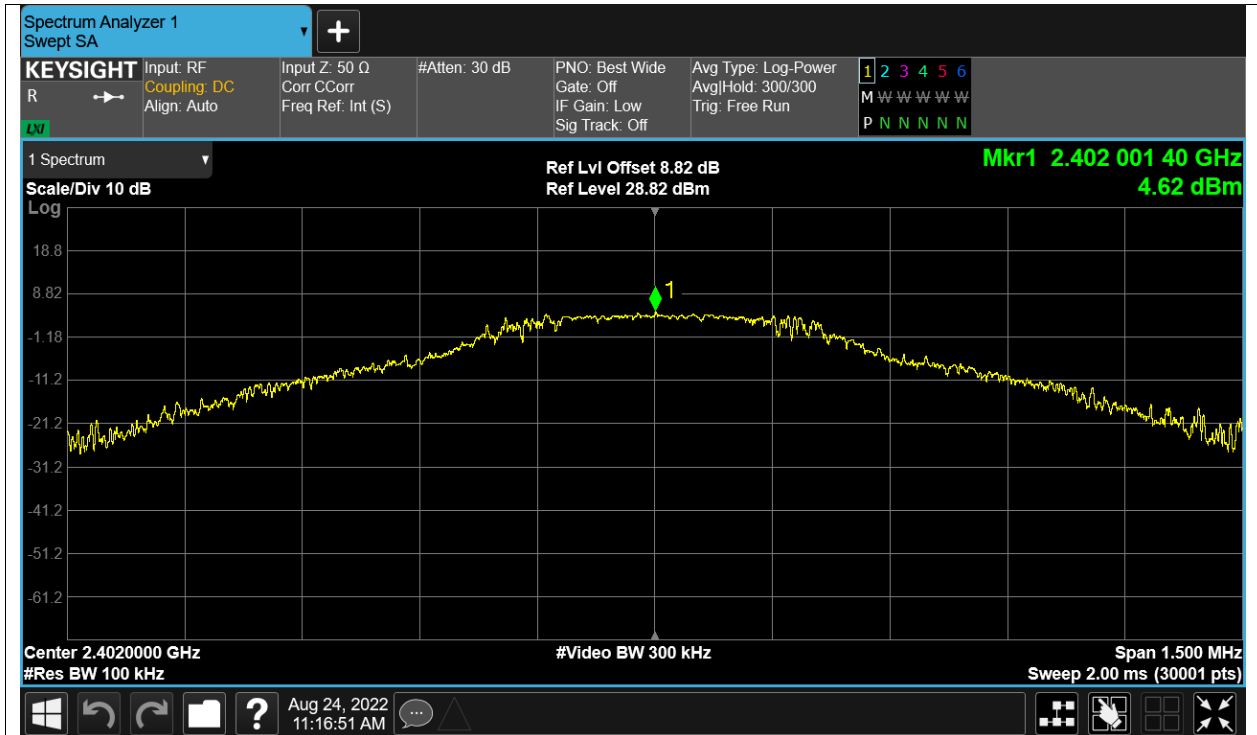 Spectrum Analyzer 1
Swept SA
▼
+
KEYSIGHT
R
LXI
Input: RF
Coupling: DC
Align: Auto
Input Z: 50 Ω
Corr CCorr
Freq Ref: Int (S)
#Atten: 30 dB
PNO: Best Wide
Gate: Off
IF Gain: Low
Sig Track: Off
Avg Type: Log-Power
Avg|Hold: 300/300
Trig: Free Run
1 2 3 4 5 6
M W W W W W
P N N N N N
1 Spectrum
▼
Scale/Div 10 dB
Log
Ref Lvl Offset 8.82 dB
Ref Level 28.82 dBm
Mkr1 2.402 001 40 GHz
4.62 dBm
18.8
8.82
-1.18
-11.2
-21.2
-31.2
-41.2
-51.2
-61.2
1
Center 2.4020000 GHz
#Res BW 100 kHz
#Video BW 300 kHz
Span 1.500 MHz
Sweep 2.00 ms (30001 pts)
?
Aug 24, 2022
11:16:51 AM